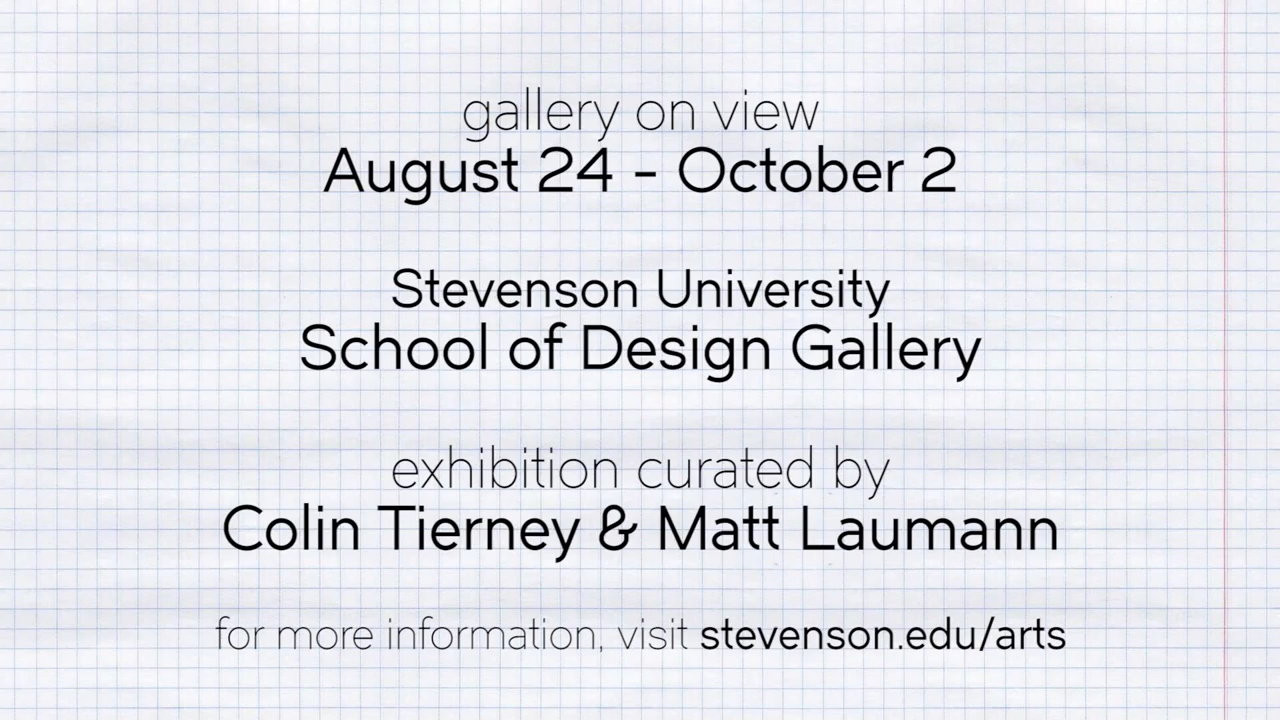 gallery on view
August 24 - October 2
Stevenson University
School of Design Gallery
exhibition curated by
Colin Tierney & Matt Laumann
for more information, visit stevenson.edu/arts